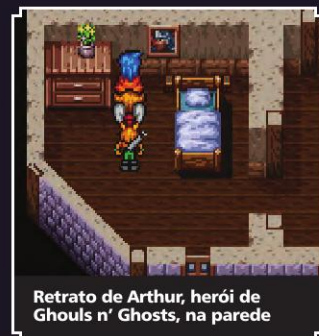 Retrato de Arthur, herói de
Ghouls n' Ghosts, na parede